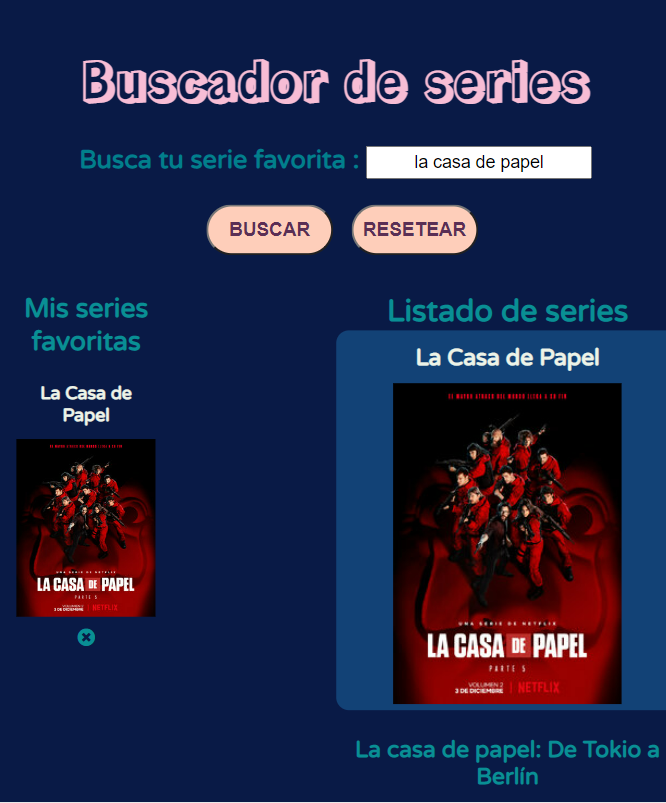 Buscador de series
Busca tu serie favorita :
la casa de papel
BUSCAR
RESETEAR
Mis series
favoritas
La Casa de
Papel
UNA SERIE DE NETFLIX
LA CASA DE PAPEL
PARTE 5
VOLUMEN 2
3 DE DICIEMBRE
NETFLIX
Listado de series
La Casa de Papel
UNA SERIE DE NETFLIX
LA CASA DE PAPEL
PARTE 5
VOLUMEN 2
3 DE DICIEMBRE
NETFLIX
La casa de papel: De Tokio a
Berlín